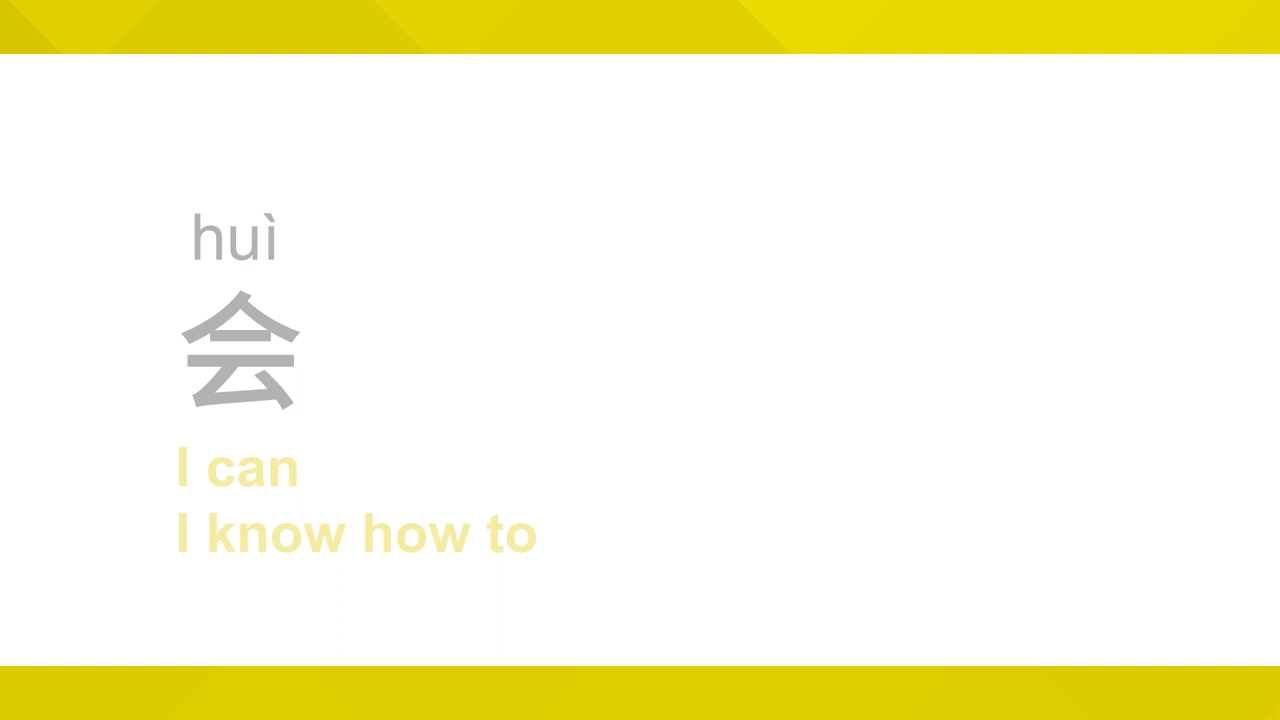 huì
会
I can
I know how to